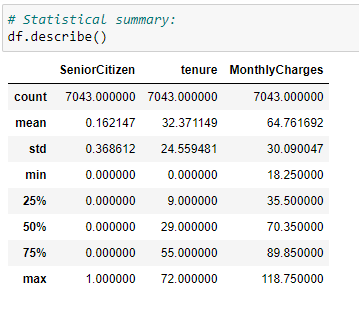 # Statistical summary:
df.describe()
SeniorCitizen tenure MonthlyCharges
count 7043.000000 7043.000000 7043.000000
mean 0.162147 32.371149 64.761692
std 0.368612 24.559481 30.090047
min 0.000000 0.000000 18.250000
25% 0.000000 9.000000 35.500000
50% 0.000000 29.000000 70.350000
75% 0.000000 55.000000 89.850000
max 1.000000 72.000000 118.750000